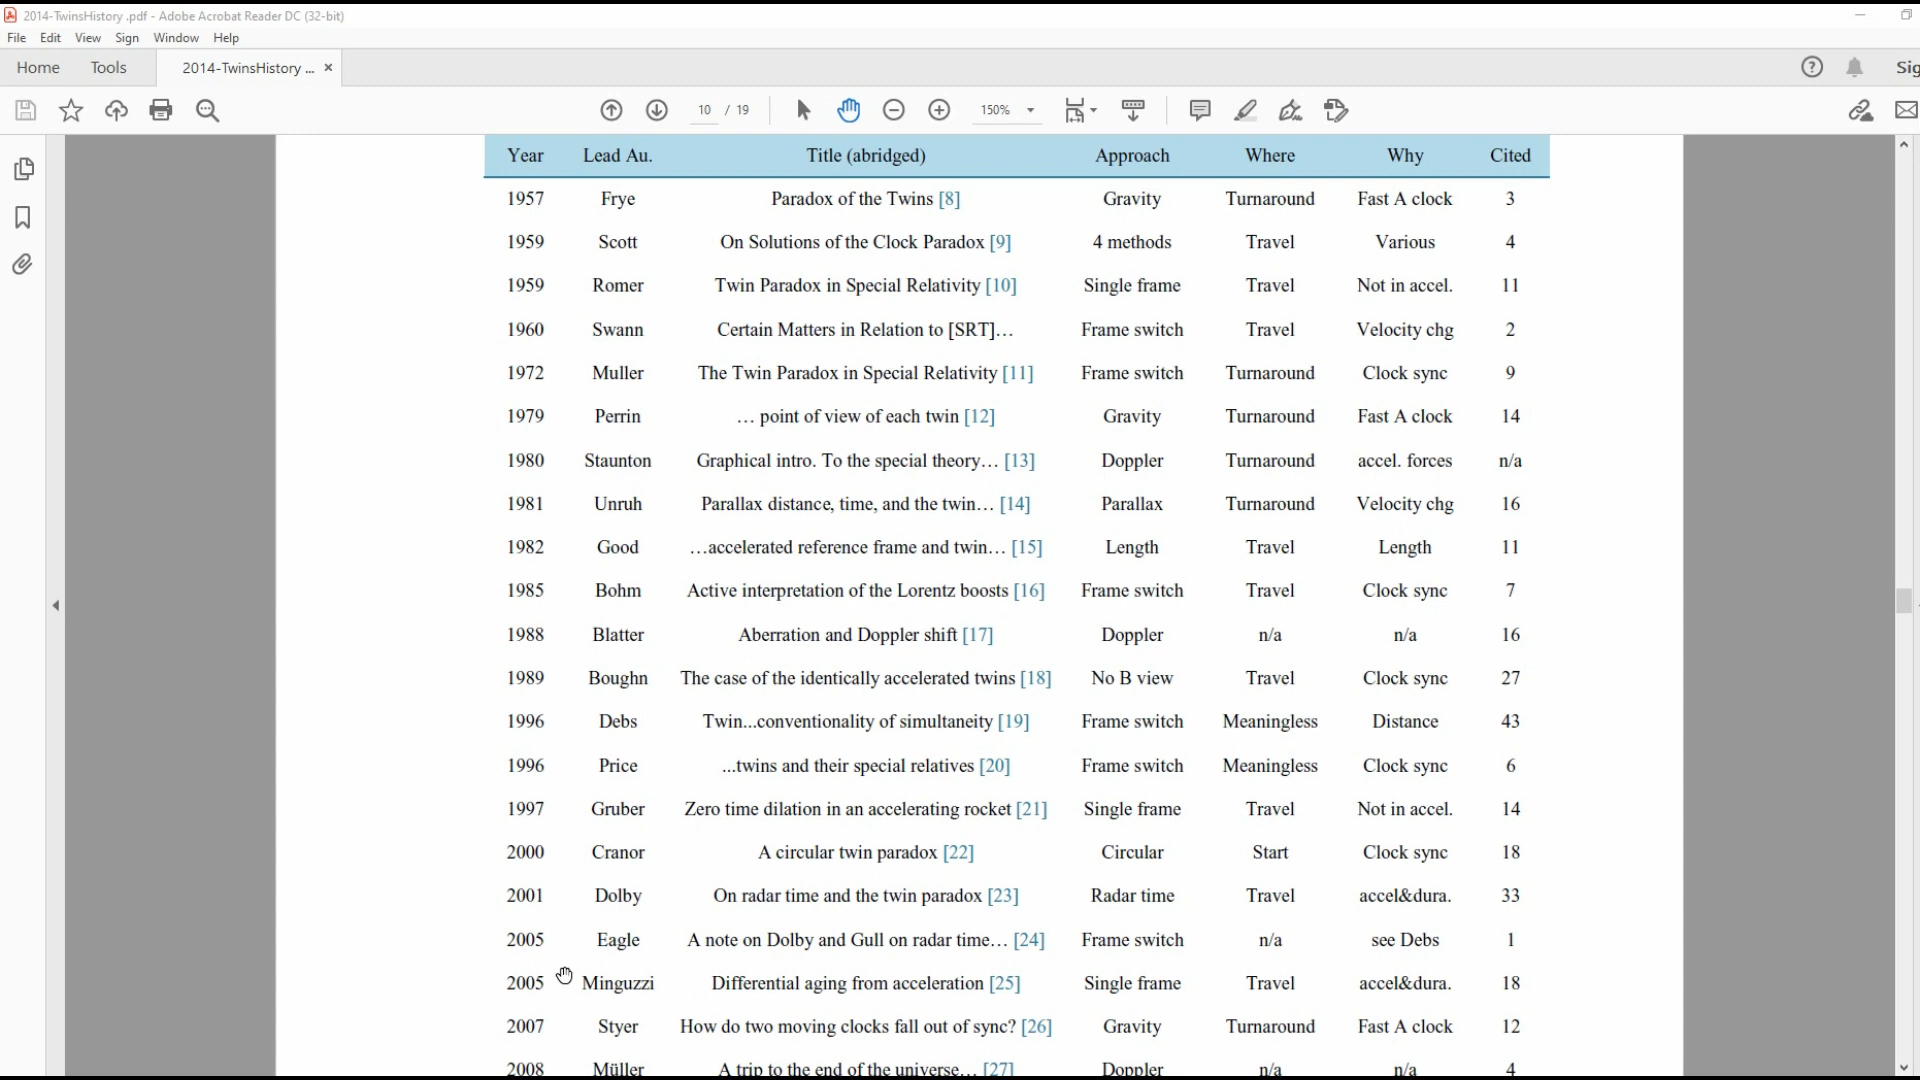 2014-TwinsHistory .pdf - Adobe Acrobat Reader DC (32-bit)
File Edit View Sign Window Help
Home Tools 2014-TwinsHistory ... × Sig
10 / 19 150%
Year Lead Au. Title (abridged) Approach Where Why Cited
1957 Frye Paradox of the Twins [8] Gravity Turnaround Fast A clock 3
1959 Scott On Solutions of the Clock Paradox [9] 4 methods Travel Various 4
1959 Romer Twin Paradox in Special Relativity [10] Single frame Travel Not in accel. 11
1960 Swann Certain Matters in Relation to [SRT]… Frame switch Travel Velocity chg 2
1972 Muller The Twin Paradox in Special Relativity [11] Frame switch Turnaround Clock sync 9
1979 Perrin … point of view of each twin [12] Gravity Turnaround Fast A clock 14
1980 Staunton Graphical intro. To the special theory… [13] Doppler Turnaround accel. forces n/a
1981 Unruh Parallax distance, time, and the twin… [14] Parallax Turnaround Velocity chg 16
1982 Good …accelerated reference frame and twin… [15] Length Travel Length 11
1985 Bohm Active interpretation of the Lorentz boosts [16] Frame switch Travel Clock sync 7
1988 Blatter Aberration and Doppler shift [17] Doppler n/a n/a 16
1989 Boughn The case of the identically accelerated twins [18] No B view Travel Clock sync 27
1996 Debs Twin...conventionality of simultaneity [19] Frame switch Meaningless Distance 43
1996 Price ...twins and their special relatives [20] Frame switch Meaningless Clock sync 6
1997 Gruber Zero time dilation in an accelerating rocket [21] Single frame Travel Not in accel. 14
2000 Cranor A circular twin paradox [22] Circular Start Clock sync 18
2001 Dolby On radar time and the twin paradox [23] Radar time Travel accel&dura. 33
2005 Eagle A note on Dolby and Gull on radar time… [24] Frame switch n/a see Debs 1
2005 Minguzzi Differential aging from acceleration [25] Single frame Travel accel&dura. 18
2007 Styer How do two moving clocks fall out of sync? [26] Gravity Turnaround Fast A clock 12
2008 Müller A trip to the end of the universe… [27] Doppler n/a n/a 4